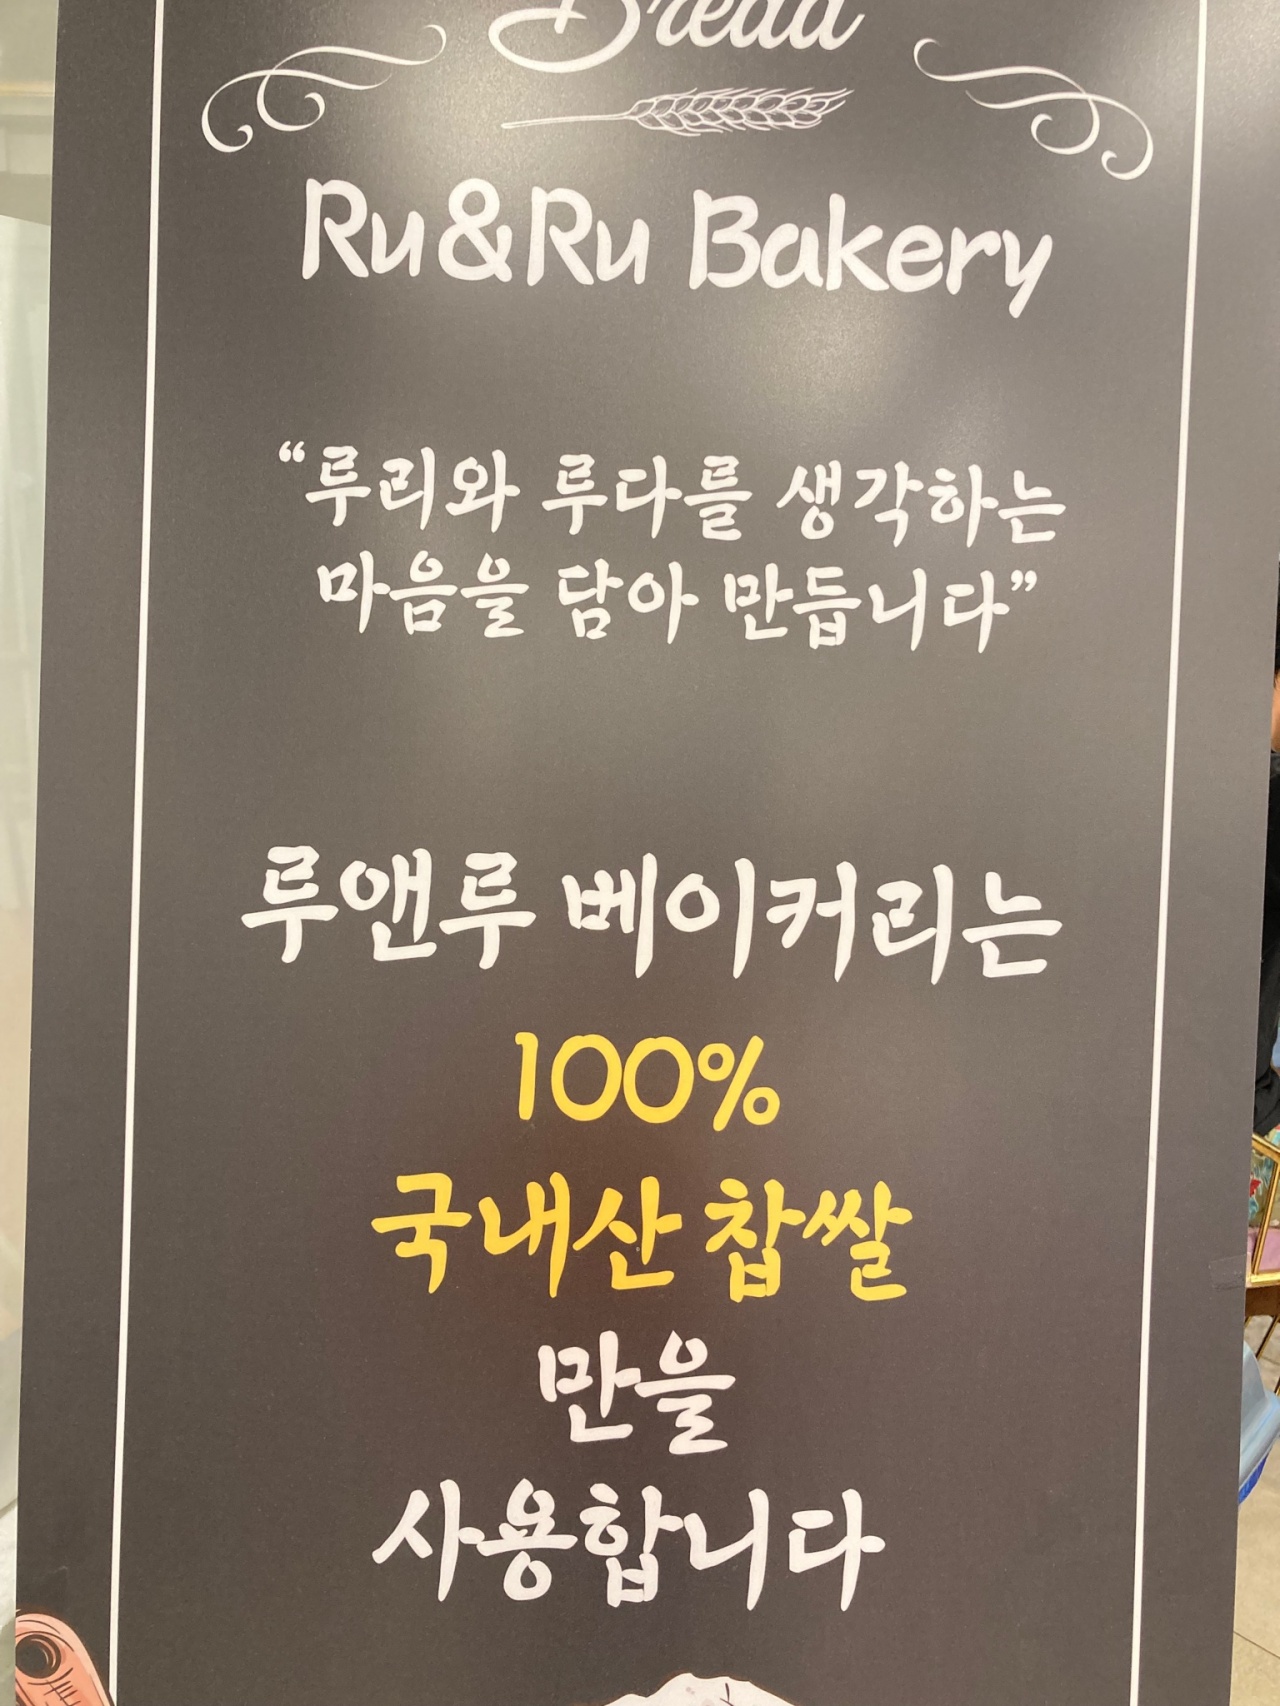 Bread
Ru&Ru Bakery
“루리와 루다를 생각하는
마음을 담아 만듭니다”
루앤루 베이커리는
100%
국내산 찹쌀
만을
사용합니다